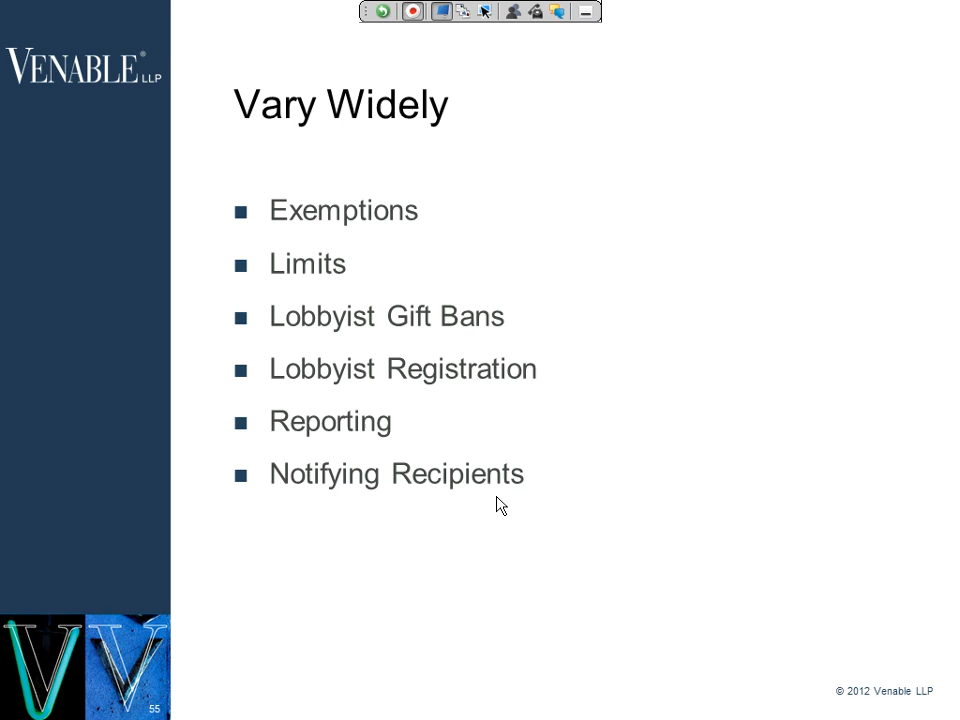 VENABLE® LLP
Vary Widely
Exemptions
Limits
Lobbyist Gift Bans
Lobbyist Registration
Reporting
Notifying Recipients
© 2012 Venable LLP
55